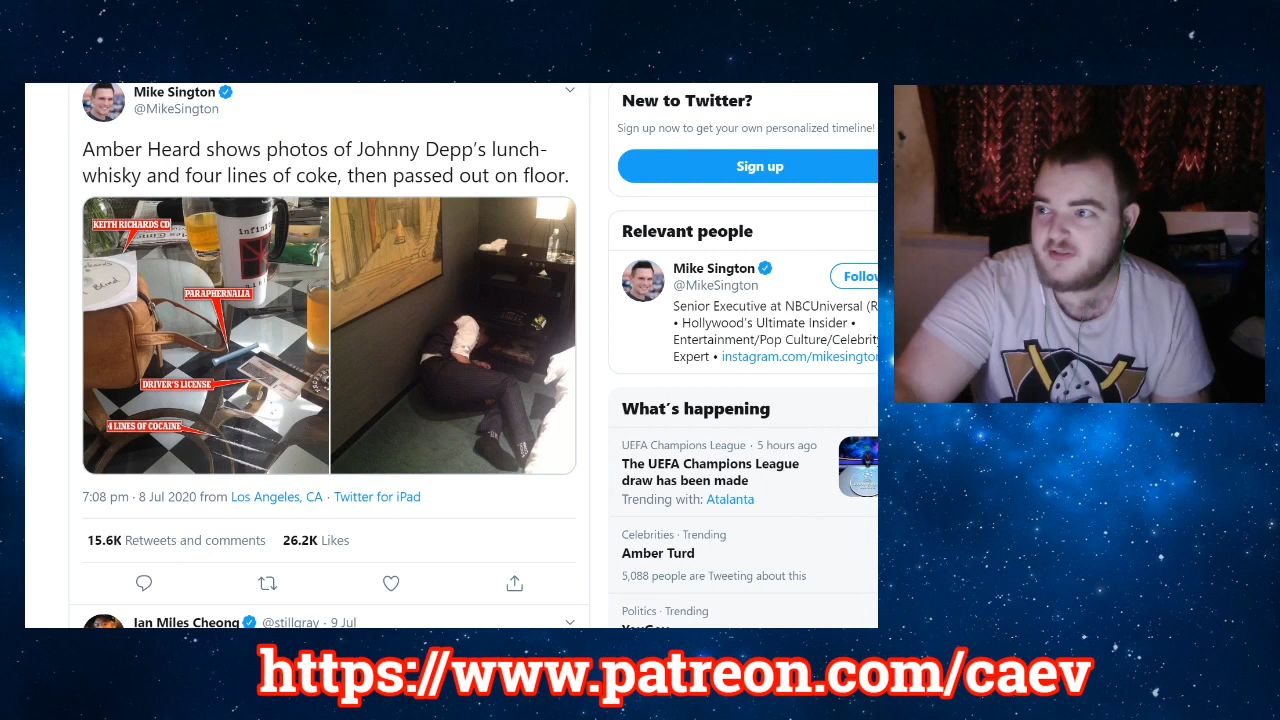 Mike Sington
@MikeSington
Amber Heard shows photos of Johnny Depp's lunch-
whisky and four lines of coke, then passed out on floor.
KEITH RICHARDS CD
infini
Blind
PARAPHERNALIA
DRIVER'S LICENSE
4 LINES OF COCAINE
7:08 pm · 8 Jul 2020 from Los Angeles, CA · Twitter for iPad
15.6K Retweets and comments 26.2K Likes
Ian Miles Cheong @stillgray · 9 Jul
New to Twitter?
Sign up now to get your own personalized timeline!
Sign up
Relevant people
Mike Sington
@MikeSington
Follow
Senior Executive at NBCUniversal (R
• Hollywood's Ultimate Insider •
Entertainment/Pop Culture/Celebrity
Expert • instagram.com/mikesington
What´s happening
UEFA Champions League · 5 hours ago
The UEFA Champions League
draw has been made
Trending with: Atalanta
Celebrities · Trending
Amber Turd
5,088 people are Tweeting about this
Politics · Trending
YouGov
https://www.patreon.com/caev